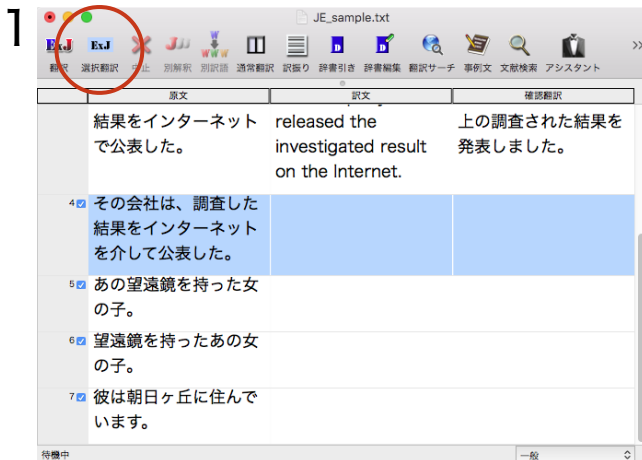 1
JE_sample.txt
ExJ ExJ
翻訳 選択翻訳 中止 別解釈 別訳語 通常翻訳 訳振り 辞書引き 辞書編集 翻訳サーチ 事例文 文献検索 アシスタント
原文 訳文 確認翻訳
結果をインターネット
で公表した。
released the
investigated result
on the Internet.
上の調査された結果を
発表しました。
4 その会社は、調査した
結果をインターネット
を介して公表した。
5 あの望遠鏡を持った女
の子。
6 望遠鏡を持ったあの女
の子。
7 彼は朝日ヶ丘に住んで
います。
待機中 一般